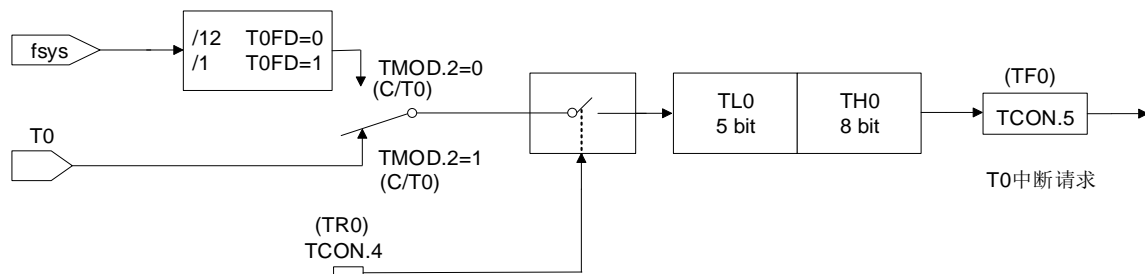 fsys
/12 T0FD=0
/1 T0FD=1
TMOD.2=0
(C/T0)
T0
TMOD.2=1
(C/T0)
(TR0)
TCON.4
TL0
5 bit
TH0
8 bit
(TF0)
TCON.5
T0中断请求